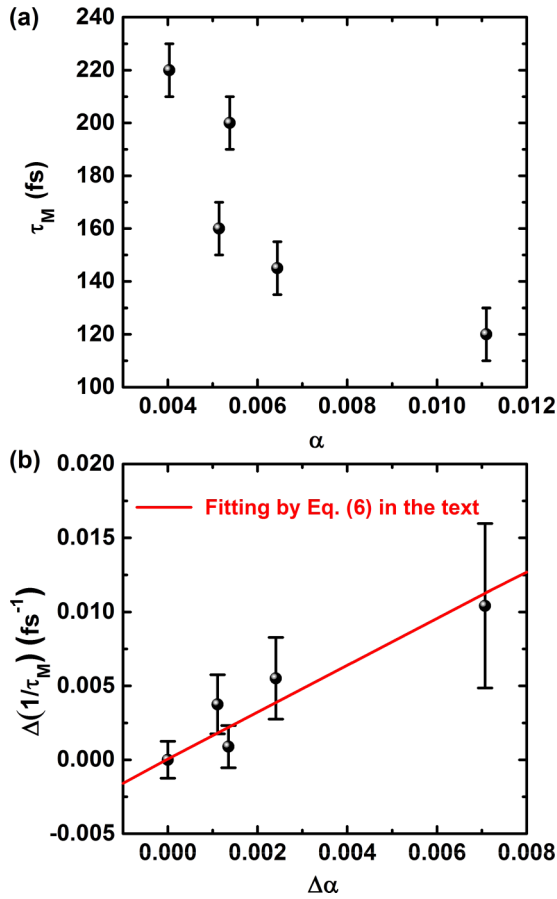 (a)
240
220
200
180
160
140
120
100
τM (fs)
0.004 0.006 0.008 0.010 0.012
α
(b)
0.020
0.015
0.010
0.005
0.000
-0.005
Δ(1/τM) (fs-1)
Fitting by Eq. (6) in the text
0.000 0.002 0.004 0.006 0.008
Δα